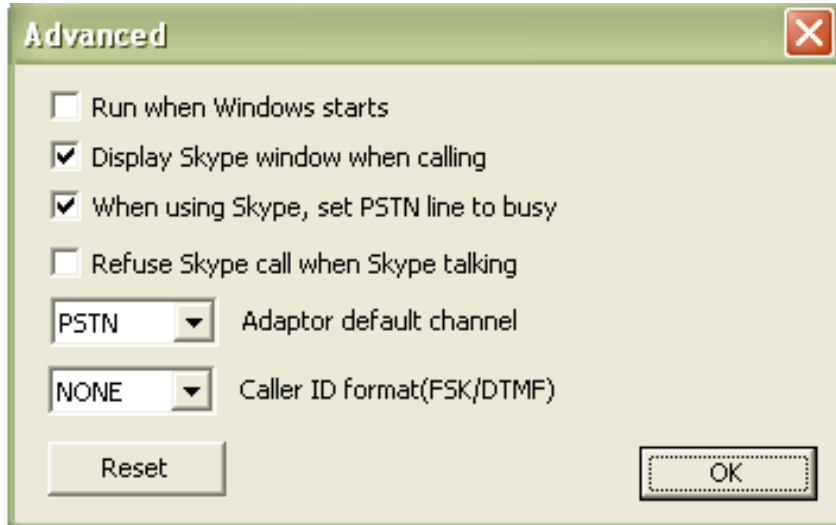 Advanced
Run when Windows starts
Display Skype window when calling
When using Skype, set PSTN line to busy
Refuse Skype call when Skype talking
PSTN Adaptor default channel
NONE Caller ID format(FSK/DTMF)
Reset OK